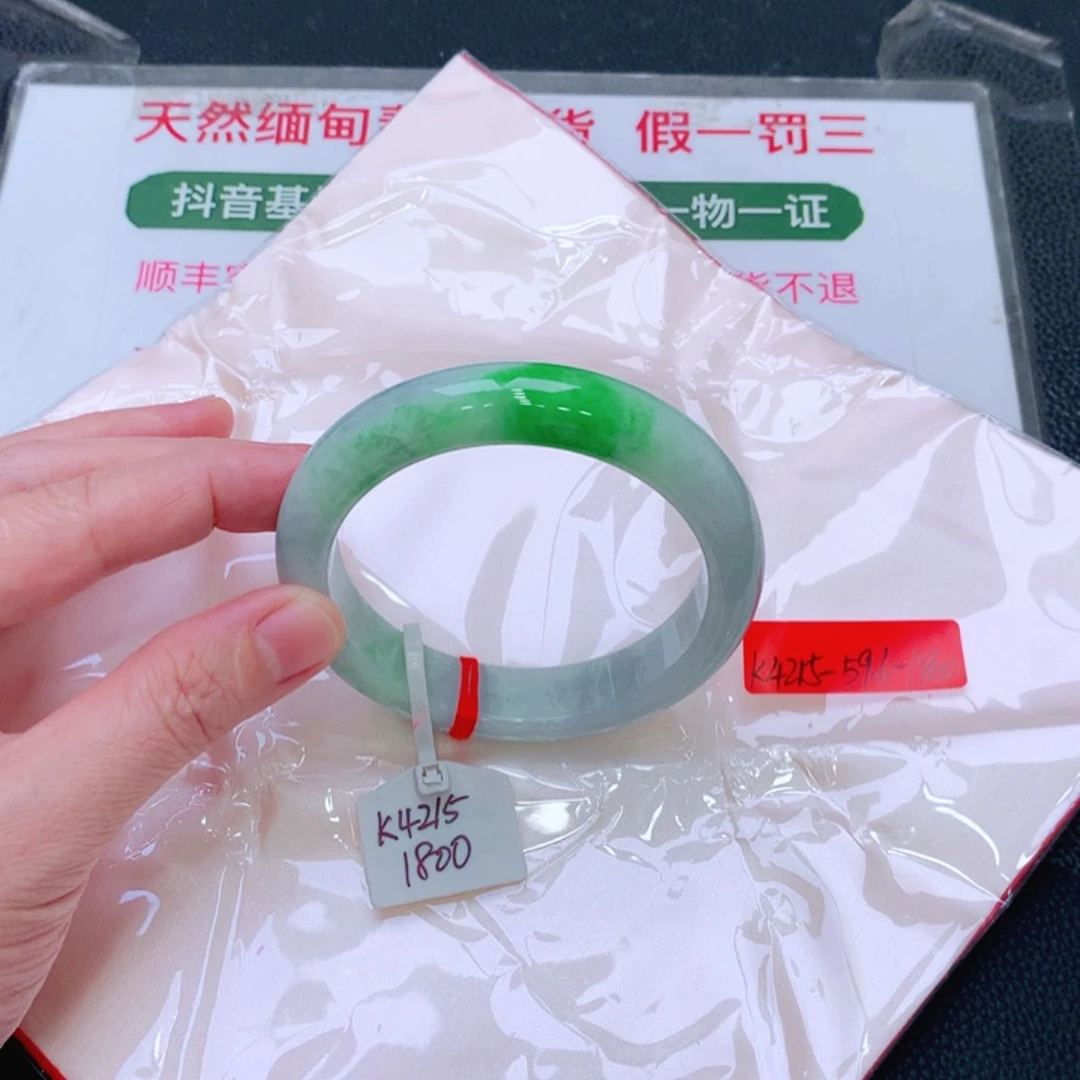 天然缅甸 货 假一罚三
抖音基 一物一证
顺丰 货不退
K4215-59.6-1800
K4215
1800